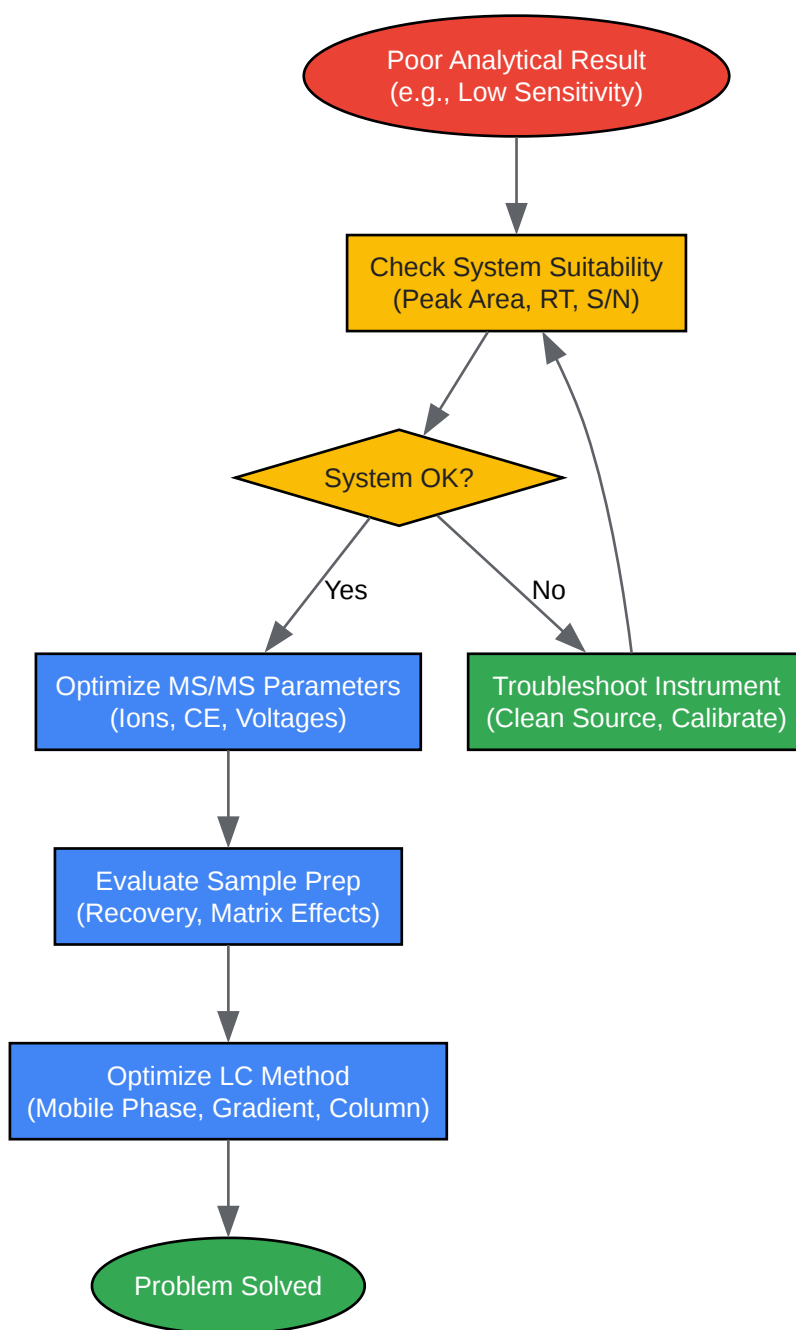 Poor Analytical Result
(e.g., Low Sensitivity)
Check System Suitability
(Peak Area, RT, S/N)
System OK?
Yes
No
Optimize MS/MS Parameters
(Ions, CE, Voltages)
Troubleshoot Instrument
(Clean Source, Calibrate)
Evaluate Sample Prep
(Recovery, Matrix Effects)
Optimize LC Method
(Mobile Phase, Gradient, Column)
Problem Solved